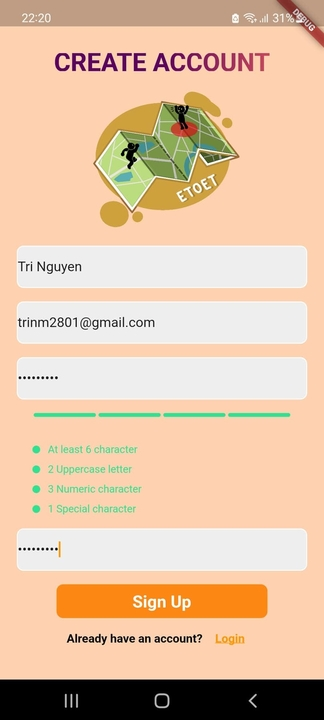 22:20
31%
DEBUG
CREATE ACCOUNT
ETOET
Tri Nguyen
trinm2801@gmail.com
•••••••••
At least 6 character
2 Uppercase letter
3 Numeric character
1 Special character
•••••••••
Sign Up
Already have an account? Login